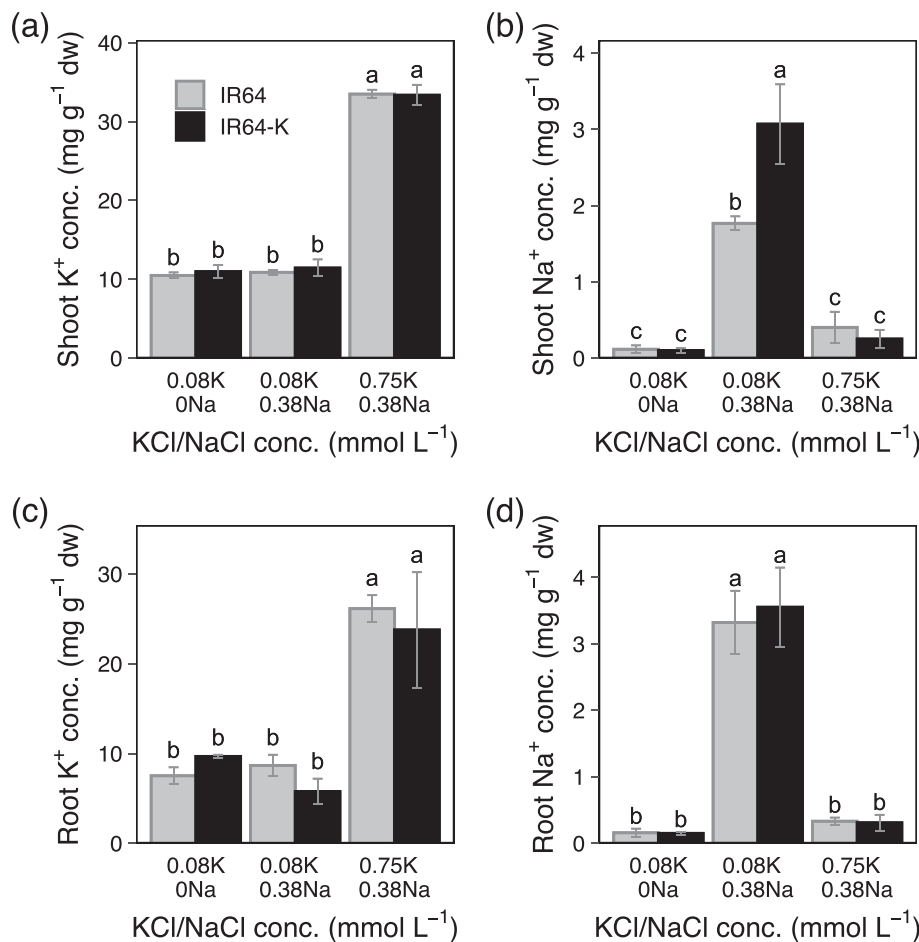 (a)
Shoot K⁺ conc. (mg g⁻¹ dw)
40
30
20
10
0
IR64
IR64-K
b b b b a a
0.08K 0.08K 0.75K
0Na 0.38Na 0.38Na
KCl/NaCl conc. (mmol L⁻¹)
(b)
Shoot Na⁺ conc. (mg g⁻¹ dw)
4
3
2
1
0
c c b a c c
0.08K 0.08K 0.75K
0Na 0.38Na 0.38Na
KCl/NaCl conc. (mmol L⁻¹)
(c)
Root K⁺ conc. (mg g⁻¹ dw)
30
20
10
0
b b b b a a
0.08K 0.08K 0.75K
0Na 0.38Na 0.38Na
KCl/NaCl conc. (mmol L⁻¹)
(d)
Root Na⁺ conc. (mg g⁻¹ dw)
4
3
2
1
0
b b a a b b
0.08K 0.08K 0.75K
0Na 0.38Na 0.38Na
KCl/NaCl conc. (mmol L⁻¹)